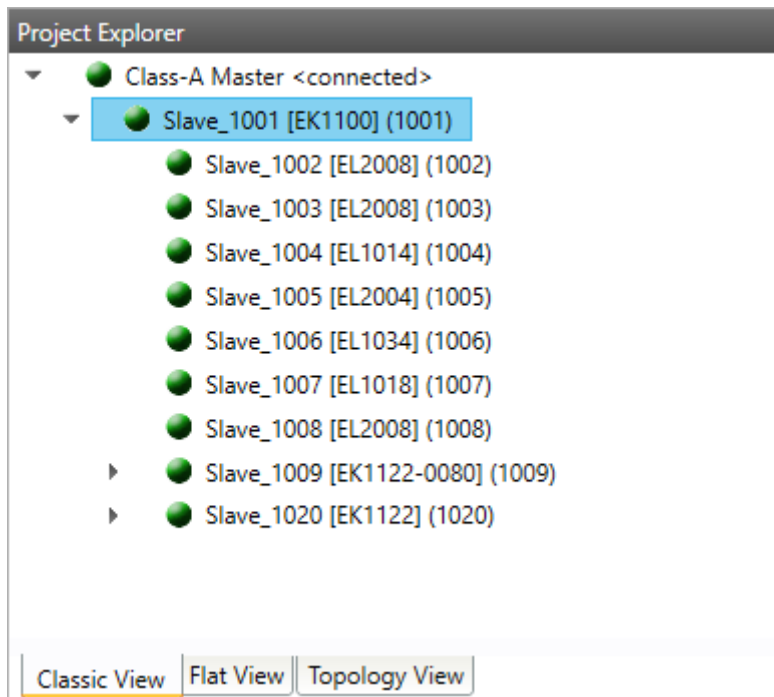 Project Explorer
Class-A Master <connected>
Slave_1001 [EK1100] (1001)
Slave_1002 [EL2008] (1002)
Slave_1003 [EL2008] (1003)
Slave_1004 [EL1014] (1004)
Slave_1005 [EL2004] (1005)
Slave_1006 [EL1034] (1006)
Slave_1007 [EL1018] (1007)
Slave_1008 [EL2008] (1008)
Slave_1009 [EK1122-0080] (1009)
Slave_1020 [EK1122] (1020)
Classic View Flat View Topology View